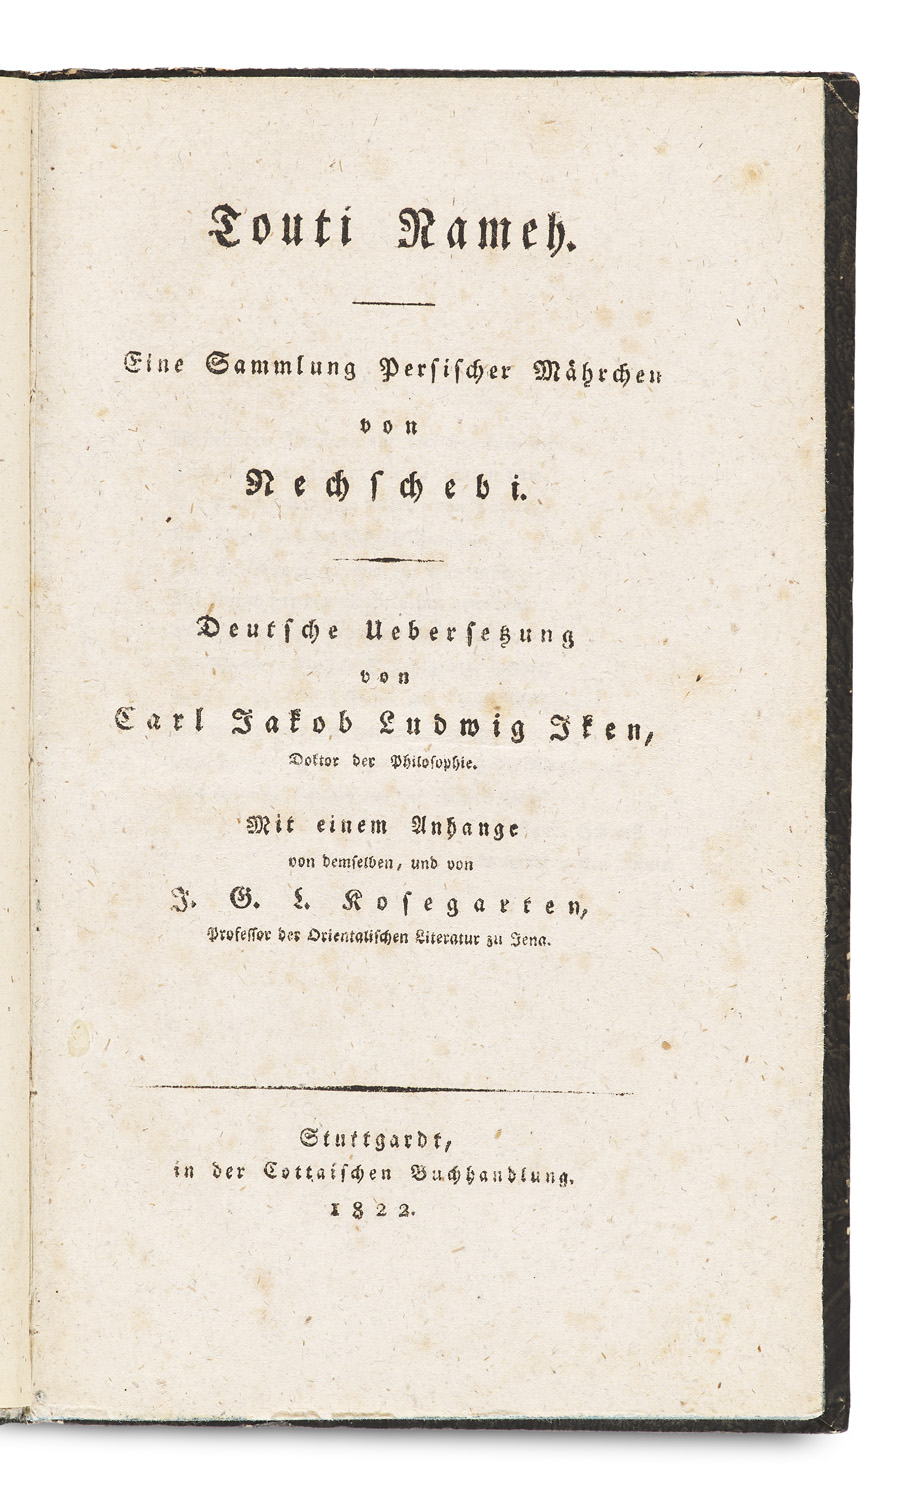 Touti Nameh.
Eine Sammlung Persischer Mährchen
von
Nechschebi.
Deutsche Uebersetzung
von
Carl Jakob Ludwig Iken,
Doktor der Philosophie.
Mit einem Anhange
von demselben, und von
J. G. L. Kosegarten,
Professor der Orientalischen Literatur zu Jena.
Stuttgardt,
in der Cottaischen Buchhandlung.
1822.